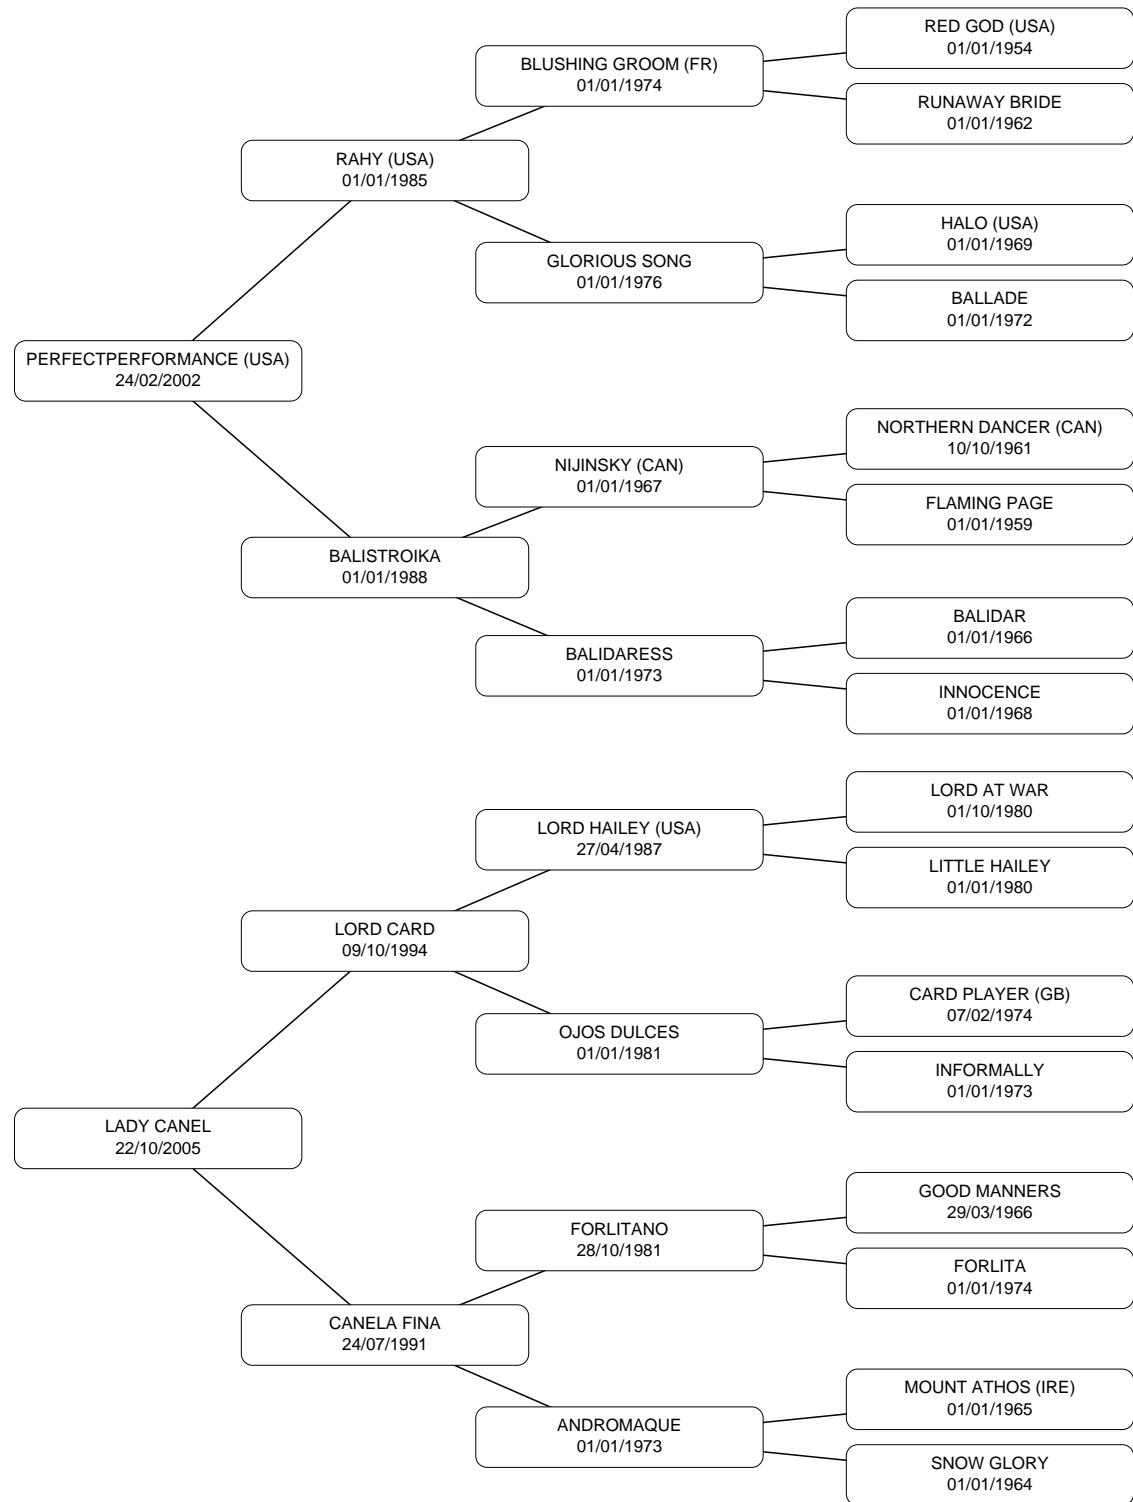 RED GOD (USA)
01/01/1954
BLUSHING GROOM (FR)
01/01/1974
RUNAWAY BRIDE
01/01/1962
RAHY (USA)
01/01/1985
HALO (USA)
01/01/1969
GLORIOUS SONG
01/01/1976
BALLADE
01/01/1972
PERFECTPERFORMANCE (USA)
24/02/2002
NORTHERN DANCER (CAN)
10/10/1961
NIJINSKY (CAN)
01/01/1967
FLAMING PAGE
01/01/1959
BALISTROIKA
01/01/1988
BALIDAR
01/01/1966
BALIDARESS
01/01/1973
INNOCENCE
01/01/1968
LORD AT WAR
01/10/1980
LORD HAILEY (USA)
27/04/1987
LITTLE HAILEY
01/01/1980
LORD CARD
09/10/1994
CARD PLAYER (GB)
07/02/1974
OJOS DULCES
01/01/1981
INFORMALLY
01/01/1973
LADY CANEL
22/10/2005
GOOD MANNERS
29/03/1966
FORLITANO
28/10/1981
FORLITA
01/01/1974
CANELA FINA
24/07/1991
MOUNT ATHOS (IRE)
01/01/1965
ANDROMAQUE
01/01/1973
SNOW GLORY
01/01/1964